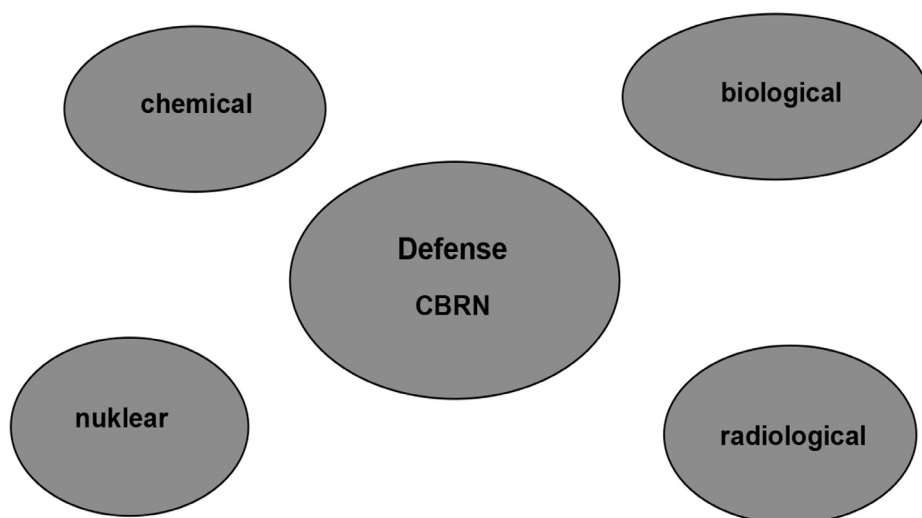 chemical
biological
Defense
CBRN
nuklear
radiological